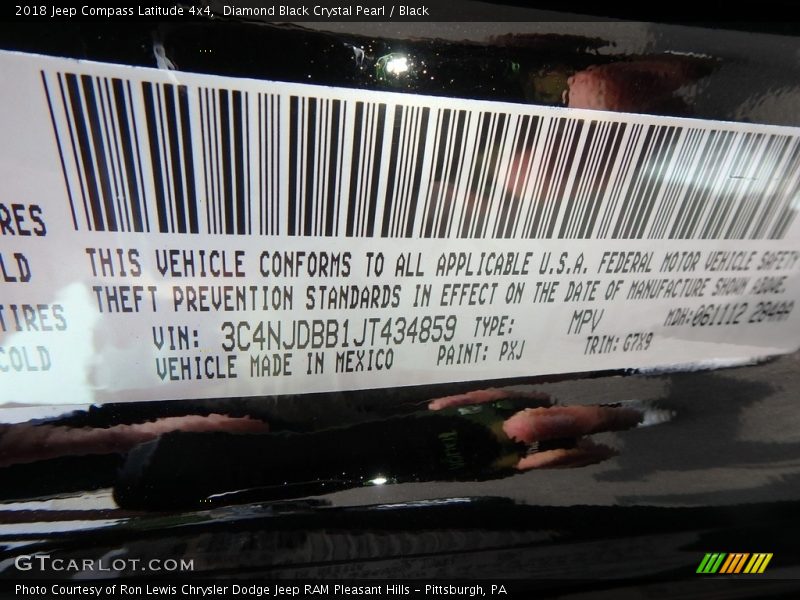 2018 Jeep Compass Latitude 4x4, Diamond Black Crystal Pearl / Black
RES
LD
TIRES
COLD
THIS VEHICLE CONFORMS TO ALL APPLICABLE U.S.A. FEDERAL MOTOR VEHICLE SAFETY
THEFT PREVENTION STANDARDS IN EFFECT ON THE DATE OF MANUFACTURE SHOWN ABOVE.
VIN: 3C4NJDBB1JT434859 TYPE: MPV MDH:061112 284AA
VEHICLE MADE IN MEXICO PAINT: PXJ TRIM: G7X9
GTCARLOT.COM
Photo Courtesy of Ron Lewis Chrysler Dodge Jeep RAM Pleasant Hills - Pittsburgh, PA